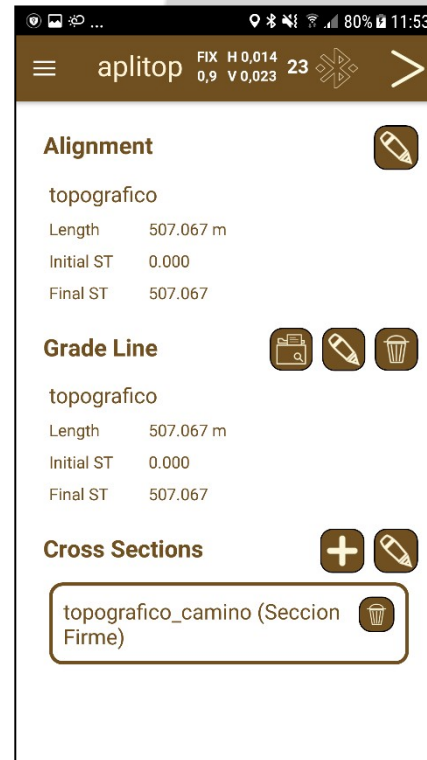 ... 80% 11:53
aplitop FIX H 0,014 23
0,9 V 0,023
Alignment
topografico
Length 507.067 m
Initial ST 0.000
Final ST 507.067
Grade Line
topografico
Length 507.067 m
Initial ST 0.000
Final ST 507.067
Cross Sections
topografico_camino (Seccion
Firme)